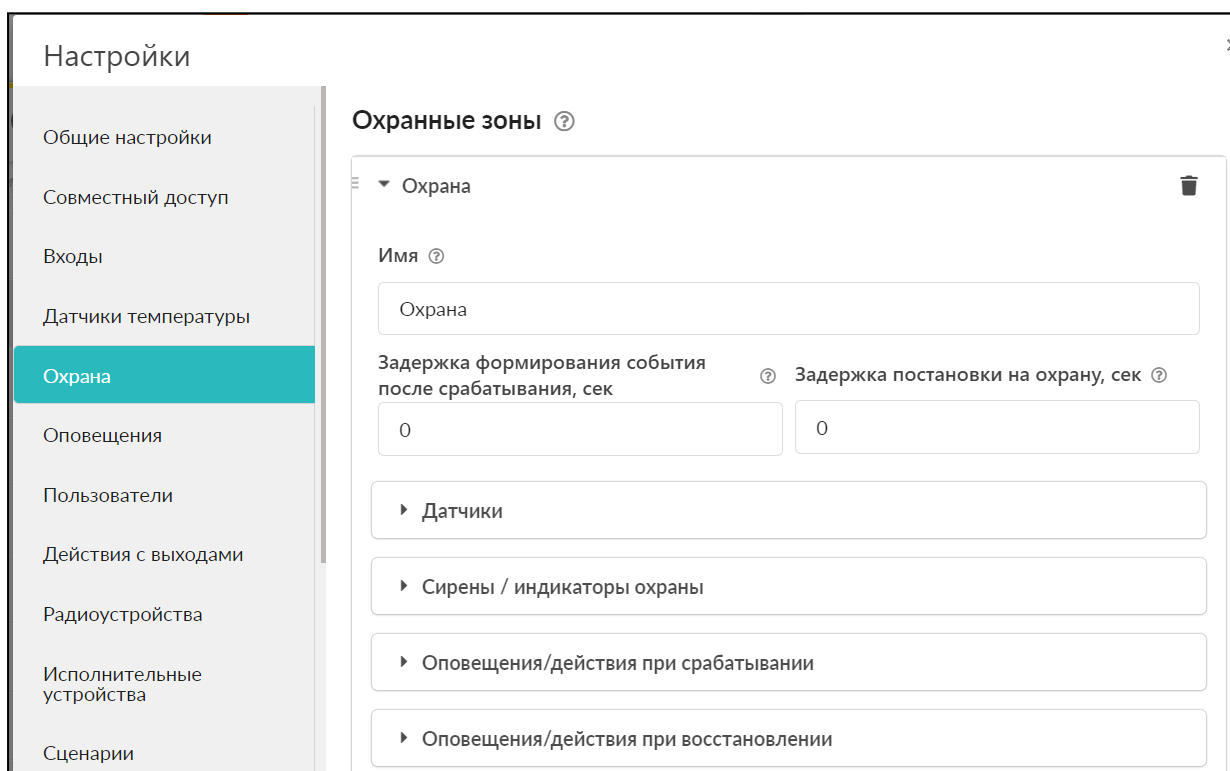 Настройки
Общие настройки
Совместный доступ
Входы
Датчики температуры
Охрана
Оповещения
Пользователи
Действия с выходами
Радиоустройства
Исполнительные
устройства
Сценарии
Охранные зоны
Охрана
Имя
Охрана
Задержка формирования события
после срабатывания, сек
0
Задержка постановки на охрану, сек
0
Датчики
Сирены / индикаторы охраны
Оповещения/действия при срабатывании
Оповещения/действия при восстановлении